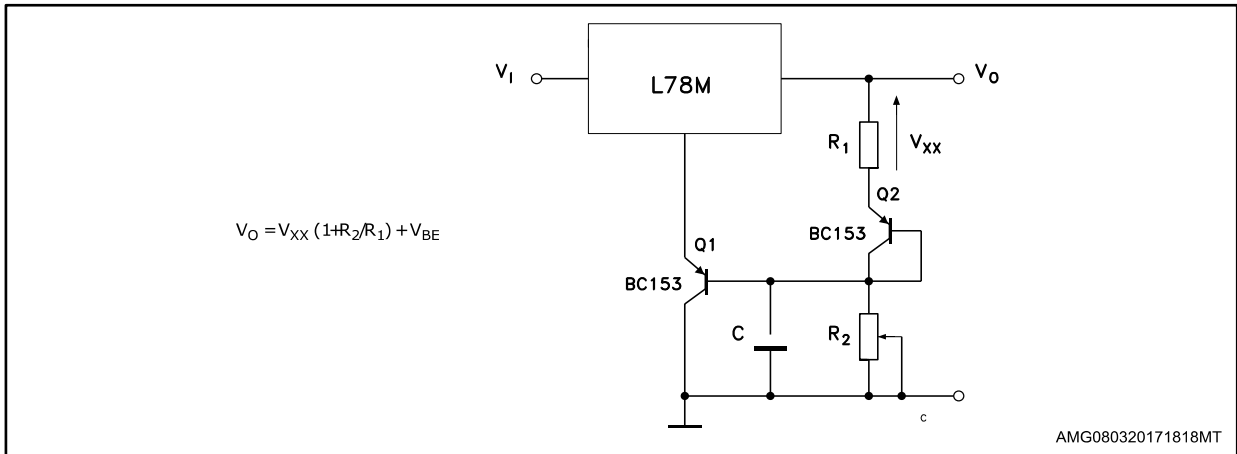 V_I
L78M
V_O
R_1
V_XX
Q2
V_O = V_XX (1+R_2/R_1) + V_BE
BC153
Q1
BC153
C
R_2
c
AMG080320171818MT